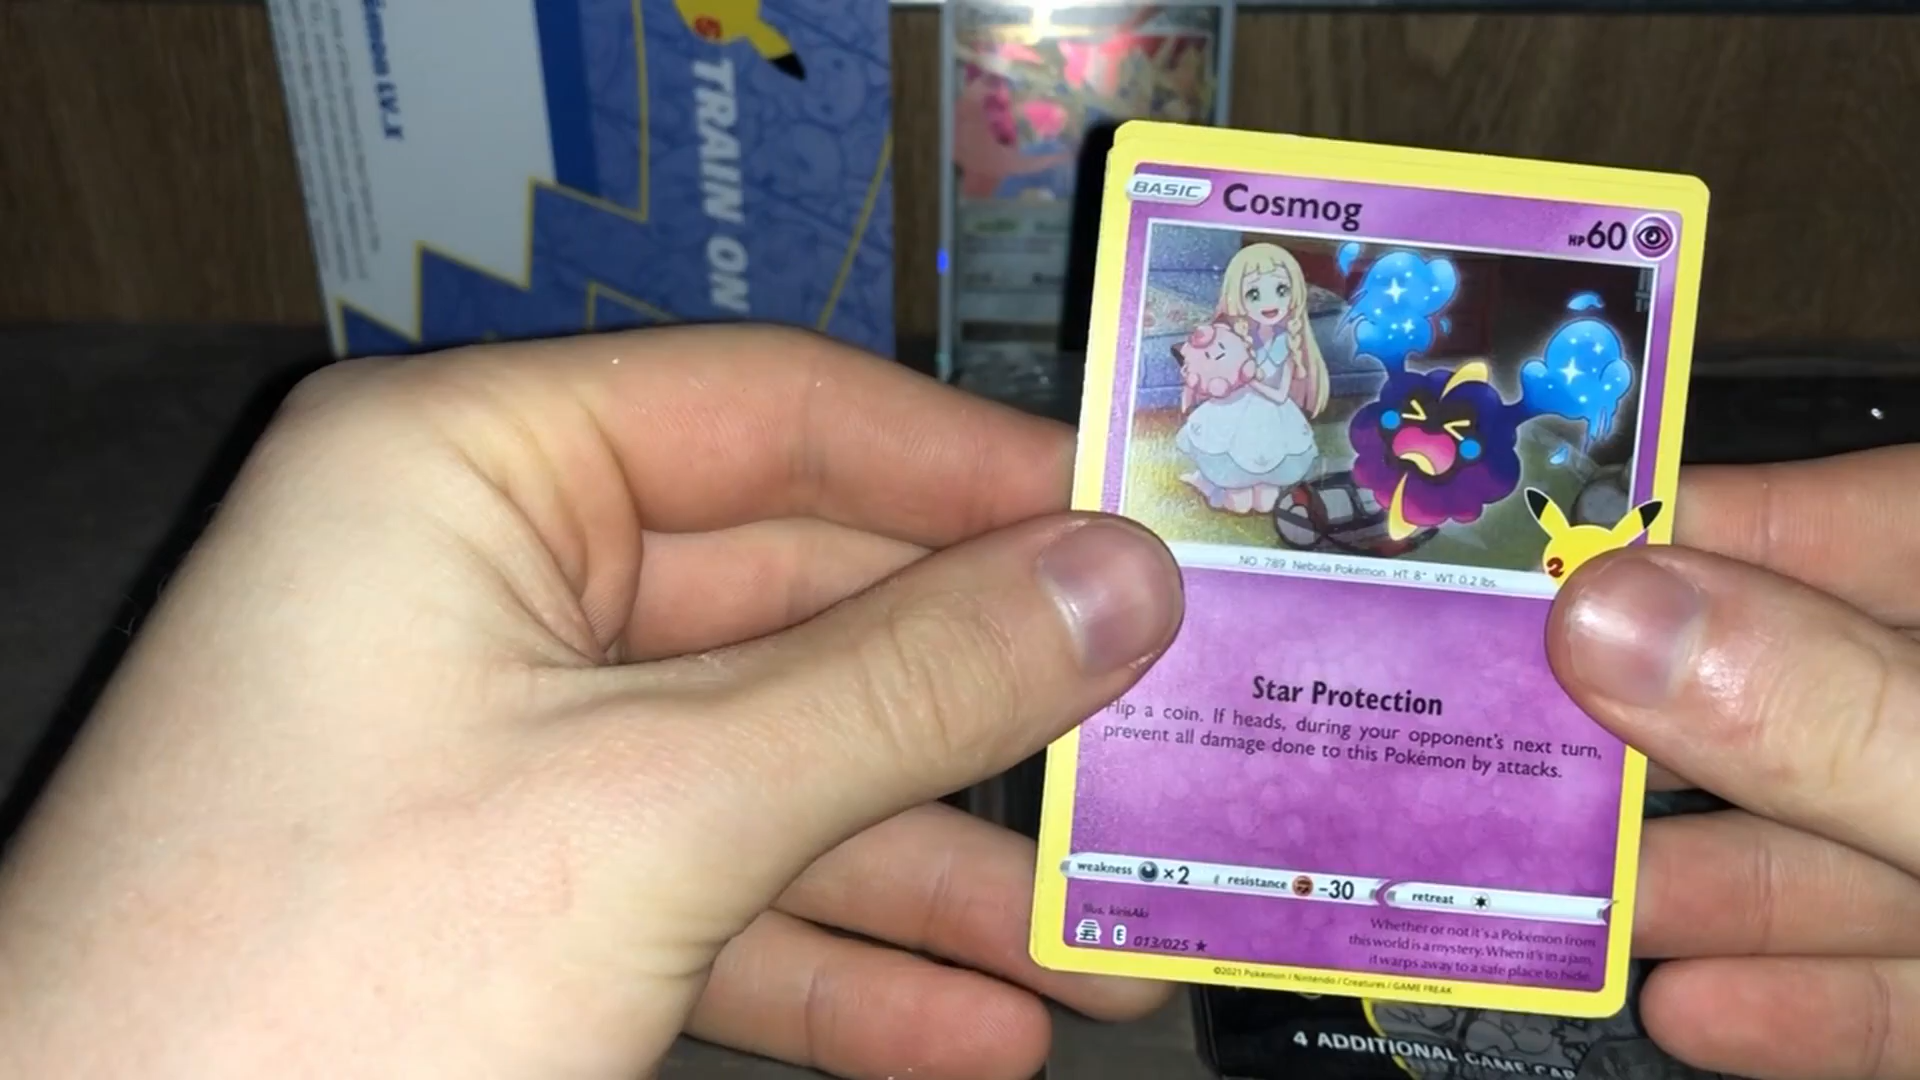 TRAIN ON
BASIC
Cosmog
HP 60
NO. 789 Nebula Pokémon HT: 8" WT: 0.2 lbs.
Star Protection
Flip a coin. If heads, during your opponent's next turn,
prevent all damage done to this Pokémon by attacks.
weakness ×2 resistance -30 retreat
Illus. kirisAki
E 013/025 ★
Whether or not it's a Pokémon from
this world is a mystery. When it's in a jam,
it warps away to a safe place to hide.
©2021 Pokémon / Nintendo / Creatures / GAME FREAK
4 ADDITIONAL GAME